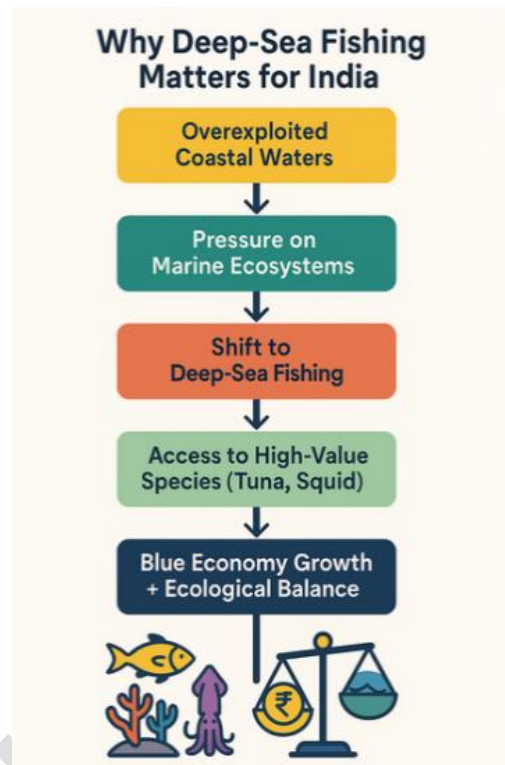 Why Deep-Sea Fishing
Matters for India
Overexploited
Coastal Waters
Pressure on
Marine Ecosystems
Shift to
Deep-Sea Fishing
Access to High-Value
Species (Tuna, Squid)
Blue Economy Growth
+ Ecological Balance
₹